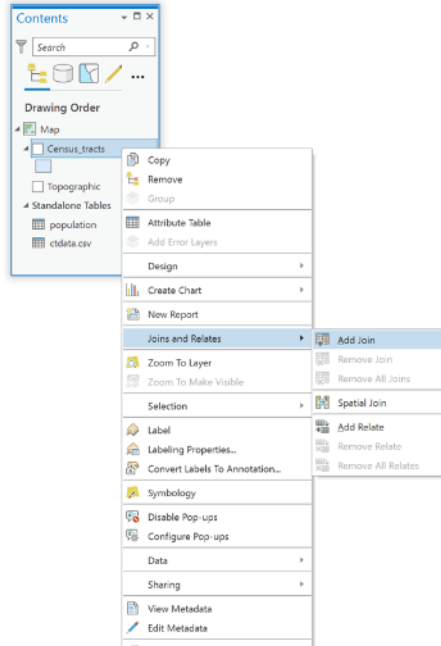 Contents
Search
Drawing Order
Map
Census_tracts
Topographic
Standalone Tables
population
ctdata.csv
Copy
Remove
Group
Attribute Table
Add Error Layers
Design
Create Chart
New Report
Joins and Relates
Zoom To Layer
Zoom To Make Visible
Selection
Label
Labeling Properties...
Convert Labels To Annotation...
Symbology
Disable Pop-ups
Configure Pop-ups
Data
Sharing
View Metadata
Edit Metadata
Add Join
Remove Join
Remove All Joins
Spatial Join
Add Relate
Remove Relate
Remove All Relates